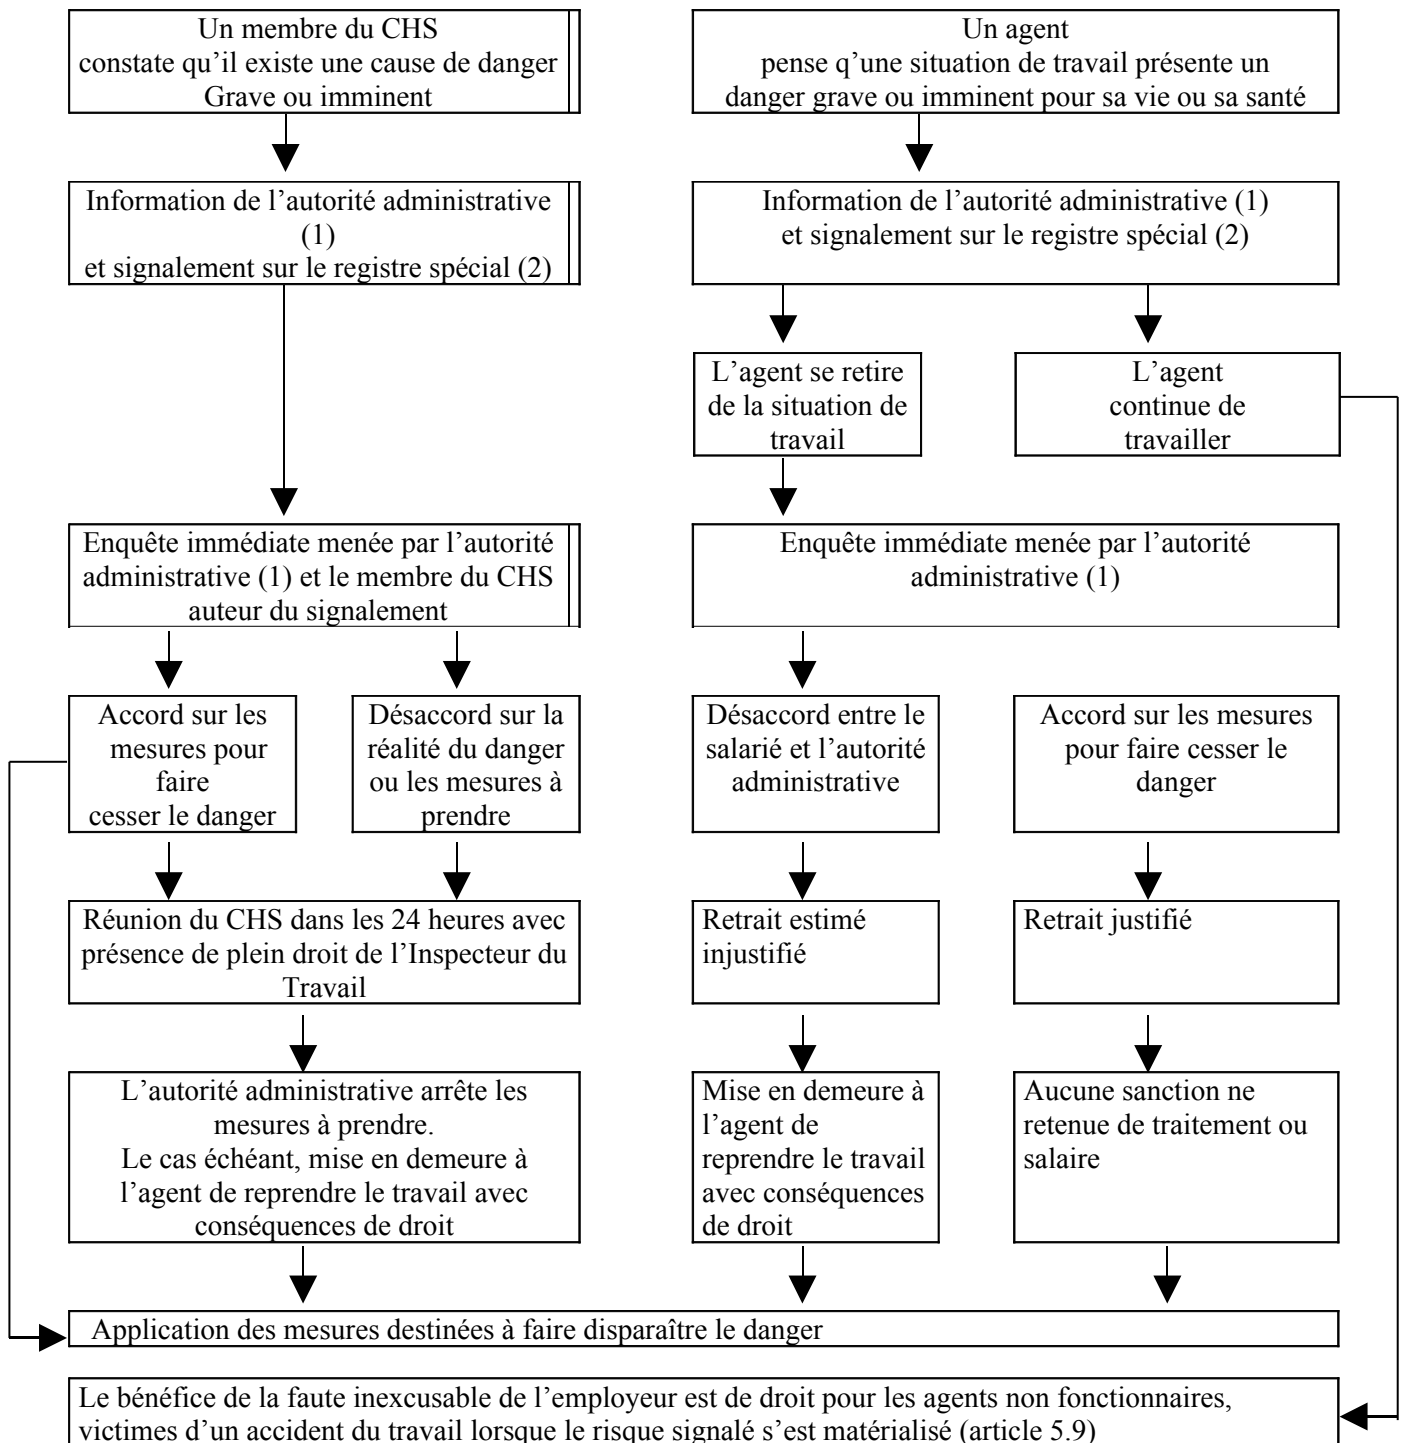 Un membre du CHS
constate qu’il existe une cause de danger
Grave ou imminent
Un agent
pense q’une situation de travail présente un
danger grave ou imminent pour sa vie ou sa santé
Information de l’autorité administrative
(1)
et signalement sur le registre spécial (2)
Information de l’autorité administrative (1)
et signalement sur le registre spécial (2)
L’agent se retire
de la situation de
travail
L’agent
continue de
travailler
Enquête immédiate menée par l’autorité
administrative (1) et le membre du CHS
auteur du signalement
Enquête immédiate menée par l’autorité
administrative (1)
Accord sur les
mesures pour
faire
cesser le danger
Désaccord sur la
réalité du danger
ou les mesures à
prendre
Désaccord entre le
salarié et l’autorité
administrative
Accord sur les mesures
pour faire cesser le
danger
Réunion du CHS dans les 24 heures avec
présence de plein droit de l’Inspecteur du
Travail
Retrait estimé
injustifié
Retrait justifié
L’autorité administrative arrête les
mesures à prendre.
Le cas échéant, mise en demeure à
l’agent de reprendre le travail avec
conséquences de droit
Mise en demeure à
l’agent de
reprendre le travail
avec conséquences
de droit
Aucune sanction ne
retenue de traitement ou
salaire
Application des mesures destinées à faire disparaître le danger
Le bénéfice de la faute inexcusable de l’employeur est de droit pour les agents non fonctionnaires,
victimes d’un accident du travail lorsque le risque signalé s’est matérialisé (article 5.9)